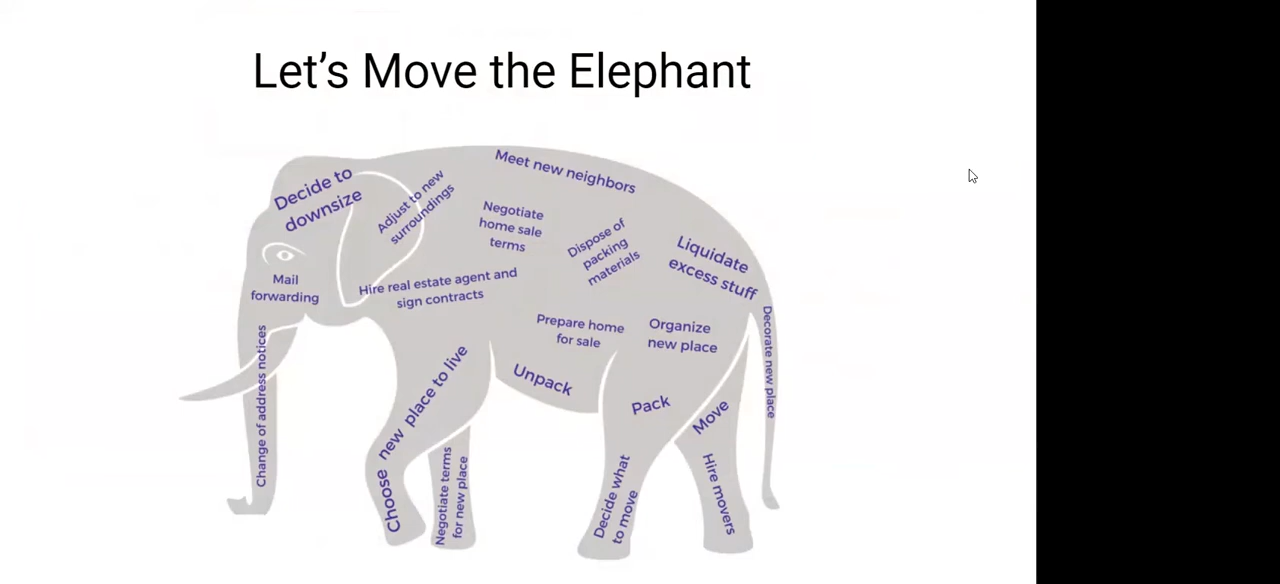 Let's Move the Elephant
Meet new neighbors
Decide to
downsize
Adjust to new
surroundings
Negotiate
home sale
terms
Dispose of
packing
materials
Liquidate
excess stuff
Mail
forwarding
Hire real estate agent and
sign contracts
Prepare home
for sale
Organize
new place
Decorate new place
Change of address notices
Choose new place to live
Unpack
Pack
Move
Negotiate terms
for new place
Decide what
to move
Hire movers